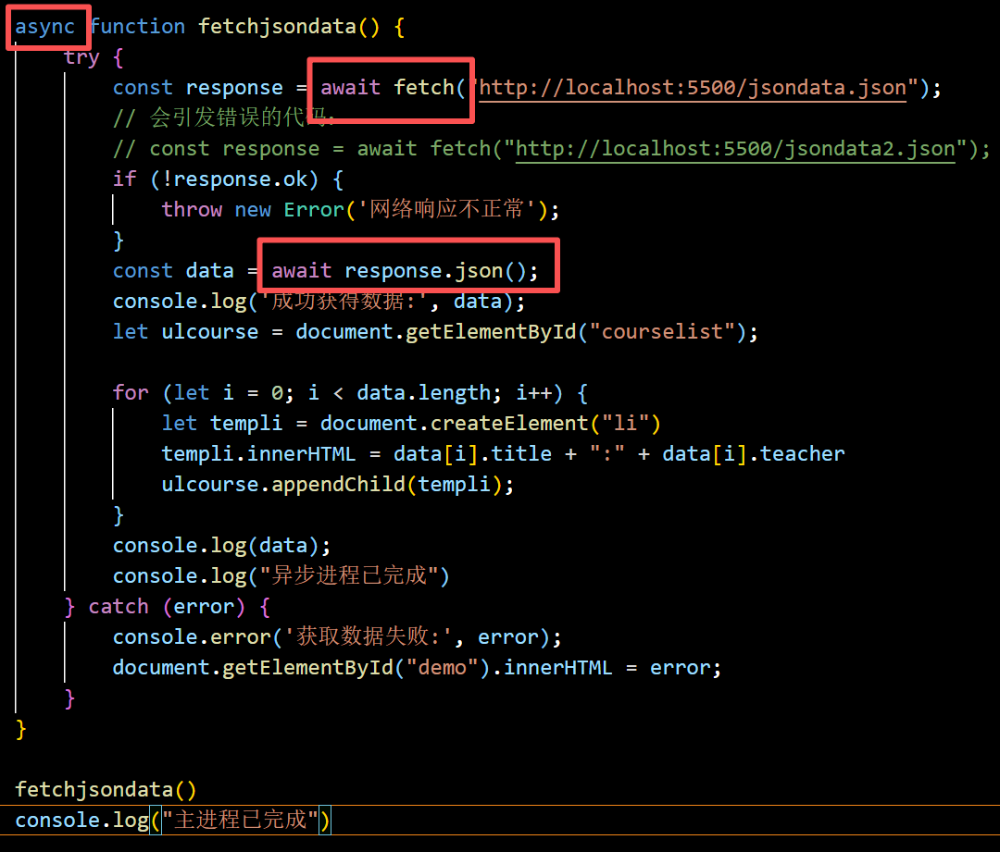 async function fetchjsondata() {
    try {
        const response = await fetch("http://localhost:5500/jsondata.json");
        // 会引发错误的代码:
        // const response = await fetch("http://localhost:5500/jsondata2.json");
        if (!response.ok) {
            throw new Error('网络响应不正常');
        }
        const data = await response.json();
        console.log('成功获得数据:', data);
        let ulcourse = document.getElementById("courselist");

        for (let i = 0; i < data.length; i++) {
            let templi = document.createElement("li")
            templi.innerHTML = data[i].title + ":" + data[i].teacher
            ulcourse.appendChild(templi);
        }
        console.log(data);
        console.log("异步进程已完成")
    } catch (error) {
        console.error('获取数据失败:', error);
        document.getElementById("demo").innerHTML = error;
    }
}

fetchjsondata()
console.log("主进程已完成")